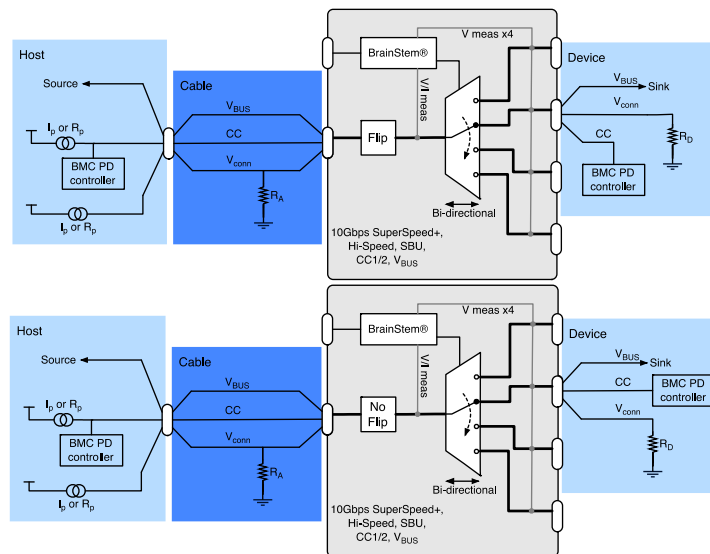 Host
Source
Ip or Rp
BMC PD
controller
Ip or Rp
Cable
VBUS
CC
Vconn
RA
BrainStem®
V meas x4
V/I meas
Flip
Bi-directional
10Gbps SuperSpeed+,
Hi-Speed, SBU,
CC1/2, VBUS
Device
VBUS
Sink
Vconn
CC
RD
BMC PD
controller
Host
Source
Ip or Rp
BMC PD
controller
Ip or Rp
Cable
VBUS
CC
Vconn
RA
V meas x4
BrainStem®
V/I meas
No
Flip
Bi-directional
10Gbps SuperSpeed+,
Hi-Speed, SBU,
CC1/2, VBUS
Device
VBUS
Sink
CC
BMC PD
controller
Vconn
RD